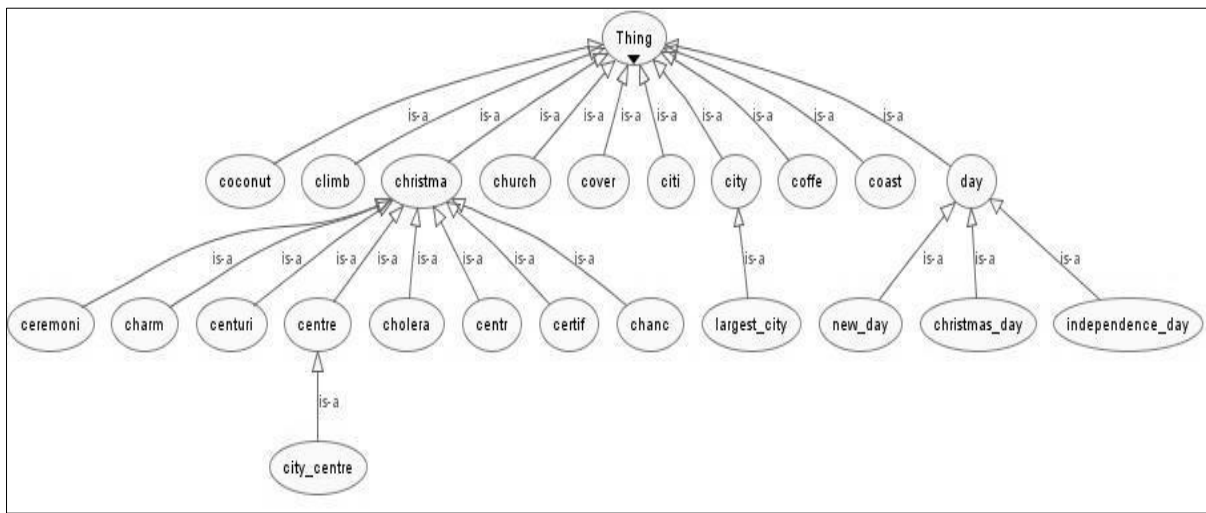 Thing
is-a is-a is-a is-a is-a is-a is-a is-a is-a is-a
coconut climb christma church cover citi city coffe coast day
is-a is-a is-a is-a is-a is-a is-a is-a is-a is-a is-a
ceremoni charm centuri centre cholera centr certif chanc largest_city new_day christmas_day independence_day
is-a
city_centre